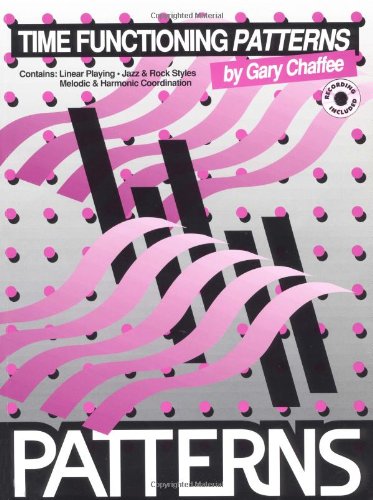 TIME FUNCTIONING PATTERNS
Contains: Linear Playing • Jazz & Rock Styles
Melodic & Harmonic Coordination
by Gary Chaffee
RECORDING INCLUDED
PATTERNS